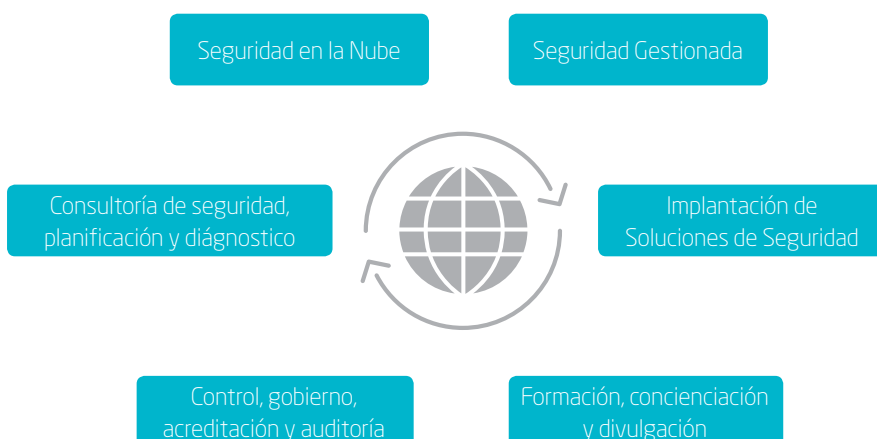 Seguridad en la Nube
Seguridad Gestionada
Consultoría de seguridad,
planificación y diágnostico
Implantación de
Soluciones de Seguridad
Control, gobierno,
acreditación y auditoría
Formación, concienciación
y divulgación